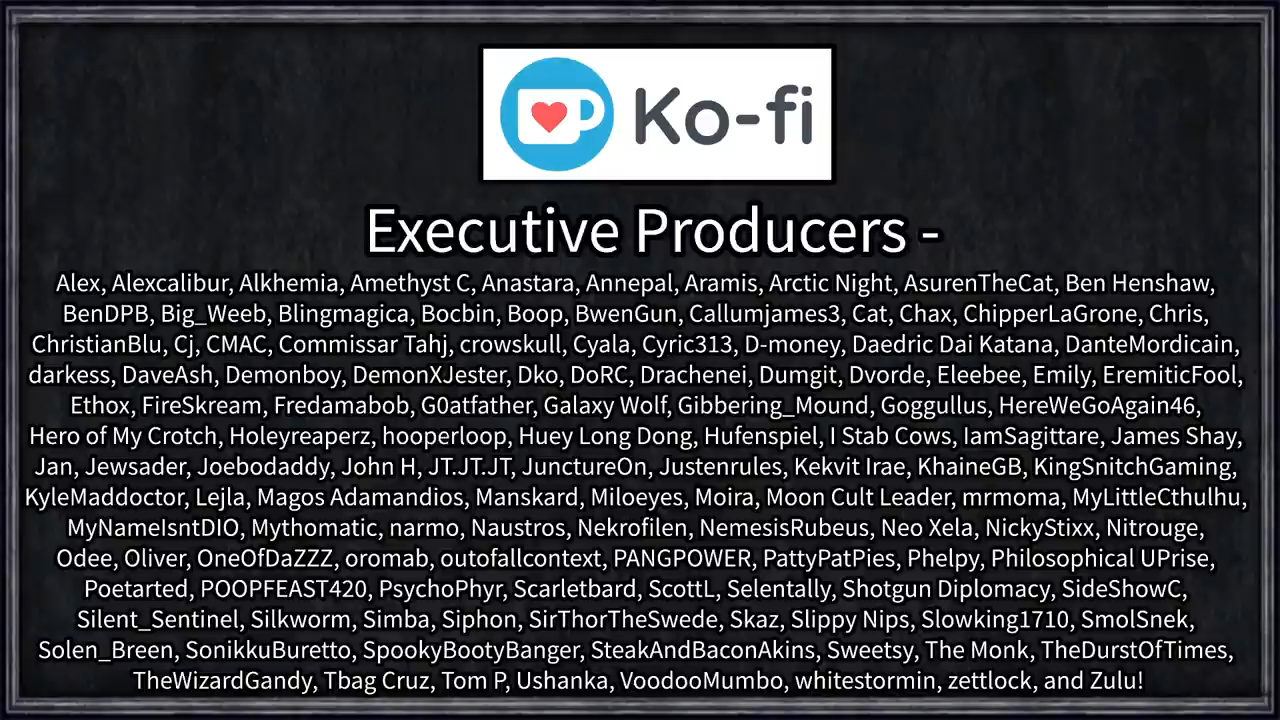 Ko-fi
Executive Producers -
Alex, Alexcalibur, Alkhemia, Amethyst C, Anastara, Annepal, Aramis, Arctic Night, AsurenTheCat, Ben Henshaw,
BenDPB, Big_Weeb, Blingmagica, Bocbin, Boop, BwenGun, Callumjames3, Cat, Chax, ChipperLaGrone, Chris,
ChristianBlu, Cj, CMAC, Commissar Tahj, crowskull, Cyala, Cyric313, D-money, Daedric Dai Katana, DanteMordicain,
darkess, DaveAsh, Demonboy, DemonXJester, Dko, DoRC, Drachenei, Dumgit, Dvorde, Eleebee, Emily, EremiticFool,
Ethox, FireSkream, Fredamabob, G0atfather, Galaxy Wolf, Gibbering_Mound, Goggullus, HereWeGoAgain46,
Hero of My Crotch, Holeyreaperz, hooperloop, Huey Long Dong, Hufenspiel, I Stab Cows, IamSagittare, James Shay,
Jan, Jewsader, Joebodaddy, John H, JT.JT.JT, JunctureOn, Justenrules, Kekvit Irae, KhaineGB, KingSnitchGaming,
KyleMaddoctor, Lejla, Magos Adamandios, Manskard, Miloeyes, Moira, Moon Cult Leader, mrmoma, MyLittleCthulhu,
MyNameIsntDIO, Mythomatic, narmo, Naustros, Nekrofilen, NemesisRubeus, Neo Xela, NickyStixx, Nitrouge,
Odee, Oliver, OneOfDaZZZ, oromab, outofallcontext, PANGPOWER, PattyPatPies, Phelpy, Philosophical UPrise,
Poetarted, POOPFEAST420, PsychoPhyr, Scarletbard, ScottL, Selentally, Shotgun Diplomacy, SideShowC,
Silent_Sentinel, Silkworm, Simba, Siphon, SirThorTheSwede, Skaz, Slippy Nips, Slowking1710, SmolSnek,
Solen_Breen, SonikkuBuretto, SpookyBootyBanger, SteakAndBaconAkins, Sweetsy, The Monk, TheDurstOfTimes,
TheWizardGandy, Tbag Cruz, Tom P, Ushanka, VoodooMumbo, whitestormin, zettlock, and Zulu!